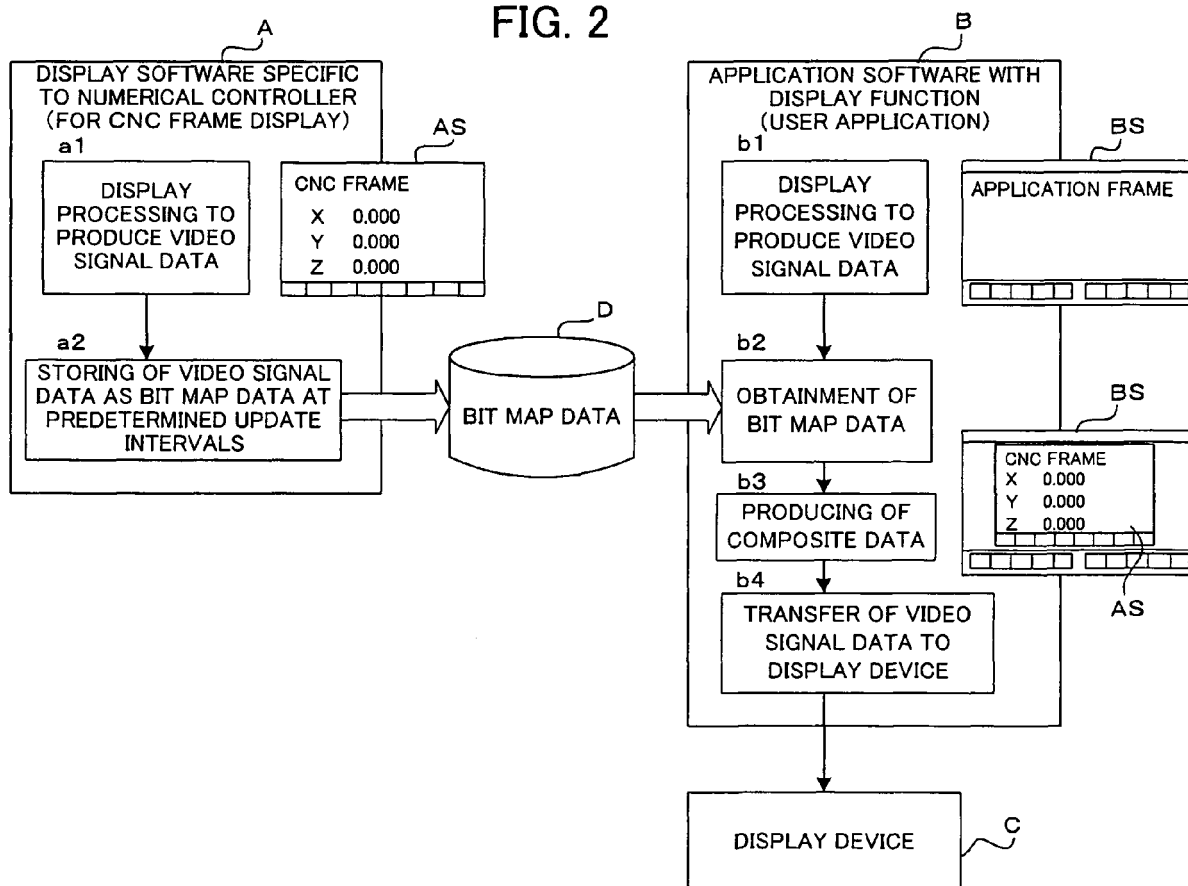 FIG. 2
A
DISPLAY SOFTWARE SPECIFIC
TO NUMERICAL CONTROLLER
(FOR CNC FRAME DISPLAY)
a1
DISPLAY
PROCESSING TO
PRODUCE VIDEO
SIGNAL DATA
AS
CNC FRAME
X 0.000
Y 0.000
Z 0.000
a2
STORING OF VIDEO SIGNAL
DATA AS BIT MAP DATA AT
PREDETERMINED UPDATE
INTERVALS
D
BIT MAP DATA
B
APPLICATION SOFTWARE WITH
DISPLAY FUNCTION
(USER APPLICATION)
b1
DISPLAY
PROCESSING TO
PRODUCE VIDEO
SIGNAL DATA
BS
APPLICATION FRAME
b2
OBTAINMENT OF
BIT MAP DATA
BS
CNC FRAME
X 0.000
Y 0.000
Z 0.000
AS
b3
PRODUCING OF
COMPOSITE DATA
b4
TRANSFER OF VIDEO
SIGNAL DATA TO
DISPLAY DEVICE
DISPLAY DEVICE
C